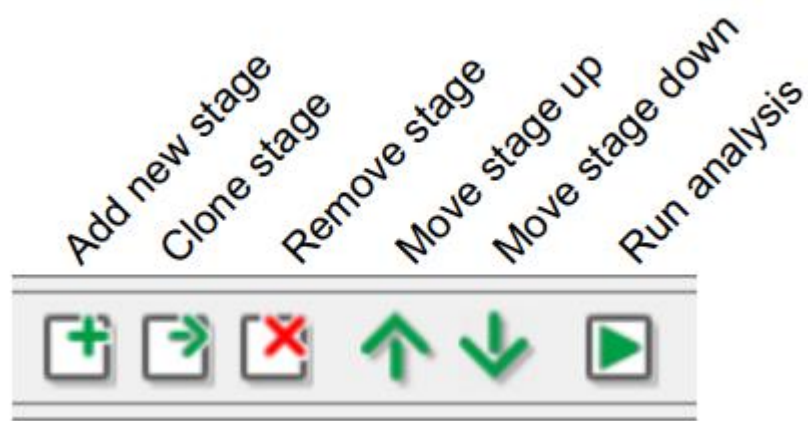 Add new stage
Clone stage
Remove stage
Move stage up
Move stage down
Run analysis